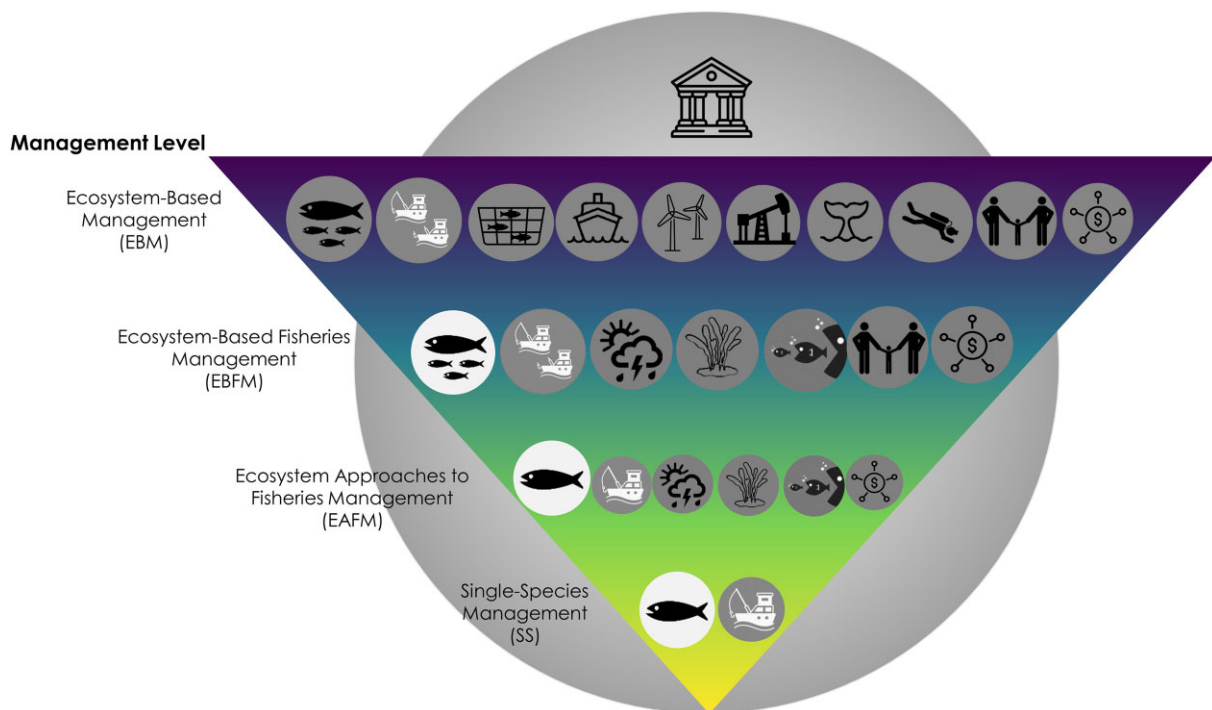 Management Level
Ecosystem-Based
Management
(EBM)
$
Ecosystem-Based Fisheries
Management
(EBFM)
$
Ecosystem Approaches to
Fisheries Management
(EAFM)
$
Single-Species
Management
(SS)